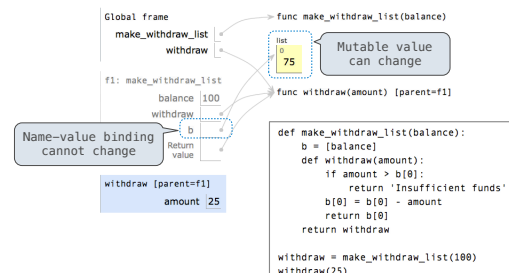 Global frame
make_withdraw_list
withdraw
func make_withdraw_list(balance)
list
0
75
Mutable value
can change
f1: make_withdraw_list
balance 100
withdraw
b
Return
value
func withdraw(amount) [parent=f1]
Name-value binding
cannot change
withdraw [parent=f1]
amount 25
def make_withdraw_list(balance):
    b = [balance]
    def withdraw(amount):
        if amount > b[0]:
            return 'Insufficient funds'
        b[0] = b[0] - amount
        return b[0]
    return withdraw
withdraw = make_withdraw_list(100)
withdraw(25)